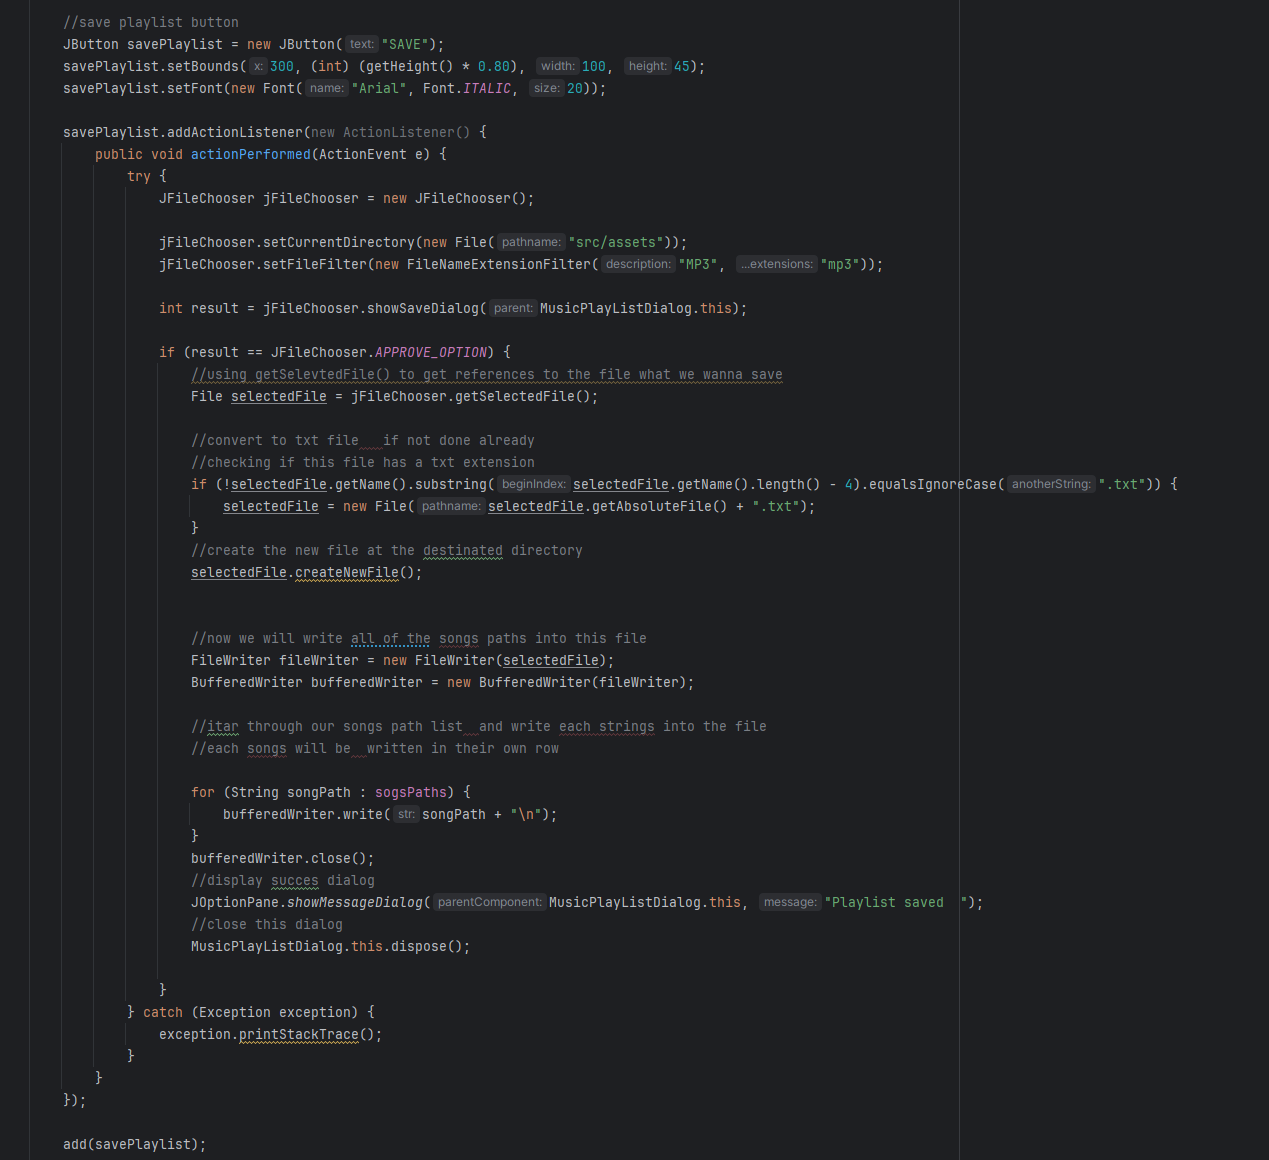 //save playlist button
JButton savePlaylist = new JButton( text: "SAVE");
savePlaylist.setBounds( x: 300, (int) (getHeight() * 0.80), width: 100, height: 45);
savePlaylist.setFont(new Font( name: "Arial", Font.ITALIC, size: 20));
savePlaylist.addActionListener(new ActionListener() {
public void actionPerformed(ActionEvent e) {
try {
JFileChooser jFileChooser = new JFileChooser();
jFileChooser.setCurrentDirectory(new File( pathname: "src/assets"));
jFileChooser.setFileFilter(new FileNameExtensionFilter( description: "MP3", ...extensions: "mp3"));
int result = jFileChooser.showSaveDialog( parent: MusicPlayListDialog.this);
if (result == JFileChooser.APPROVE_OPTION) {
//using getSelevtedFile() to get references to the file what we wanna save
File selectedFile = jFileChooser.getSelectedFile();
//convert to txt file   if not done already
//checking if this file has a txt extension
if (!selectedFile.getName().substring( beginIndex: selectedFile.getName().length() - 4).equalsIgnoreCase( anotherString: ".txt")) {
selectedFile = new File( pathname: selectedFile.getAbsoluteFile() + ".txt");
}
//create the new file at the destinated directory
selectedFile.createNewFile();
//now we will write all of the songs paths into this file
FileWriter fileWriter = new FileWriter(selectedFile);
BufferedWriter bufferedWriter = new BufferedWriter(fileWriter);
//itar through our songs path list  and write each strings into the file
//each songs will be  written in their own row
for (String songPath : sogsPaths) {
bufferedWriter.write( str: songPath + "\n");
}
bufferedWriter.close();
//display succes dialog
JOptionPane.showMessageDialog( parentComponent: MusicPlayListDialog.this, message: "Playlist saved  ");
//close this dialog
MusicPlayListDialog.this.dispose();
}
} catch (Exception exception) {
exception.printStackTrace();
}
}
});
add(savePlaylist);